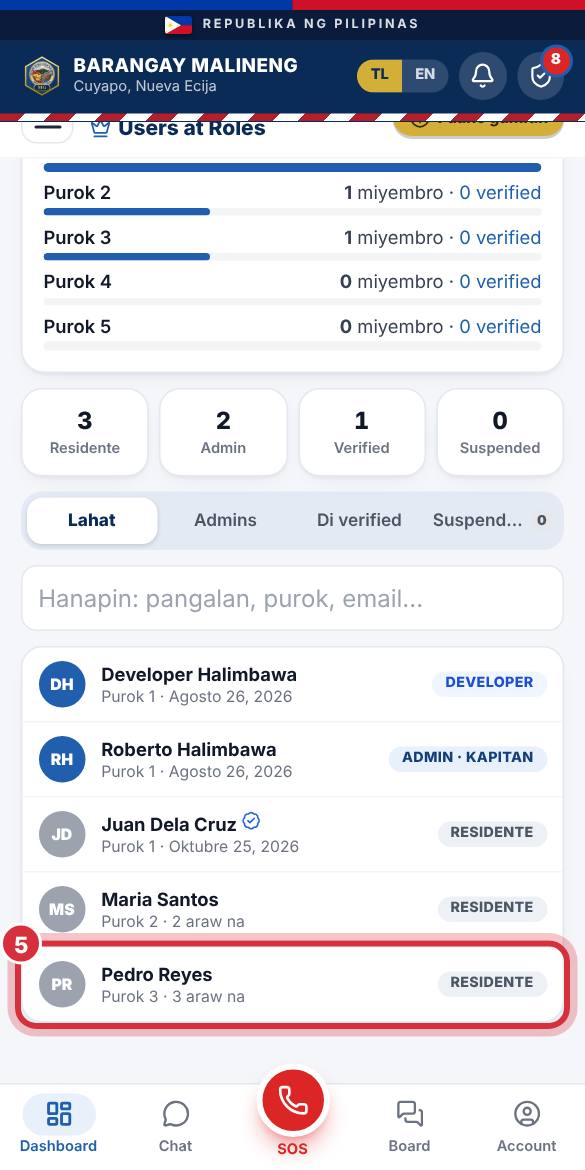 REPUBLIKA NG PILIPINAS
BARANGAY MALINENG
Cuyapo, Nueva Ecija
TL EN
8
Users at Roles
Purok 2 1 miyembro · 0 verified
Purok 3 1 miyembro · 0 verified
Purok 4 0 miyembro · 0 verified
Purok 5 0 miyembro · 0 verified
3 2 1 0
Residente Admin Verified Suspended
Lahat Admins Di verified Suspend... 0
Hanapin: pangalan, purok, email...
DH Developer Halimbawa DEVELOPER
Purok 1 · Agosto 26, 2026
RH Roberto Halimbawa ADMIN · KAPITAN
Purok 1 · Agosto 26, 2026
JD Juan Dela Cruz RESIDENTE
Purok 1 · Oktubre 25, 2026
MS Maria Santos RESIDENTE
Purok 2 · 2 araw na
5
PR Pedro Reyes RESIDENTE
Purok 3 · 3 araw na
Dashboard Chat SOS Board Account